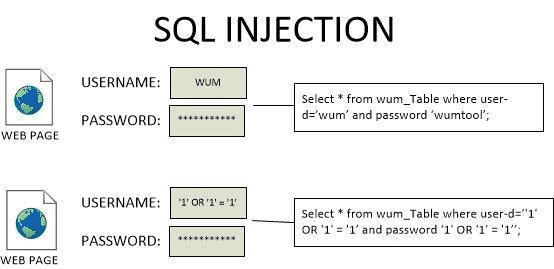 SQL INJECTION
USERNAME: WUM
PASSWORD: ***********
WEB PAGE
Select * from wum_Table where user-
d='wum' and password 'wumtool';
USERNAME: '1' OR '1' = '1'
PASSWORD: ***********
WEB PAGE
Select * from wum_Table where user-d=''1'
OR '1' = '1' and password '1' OR '1' = '1'';